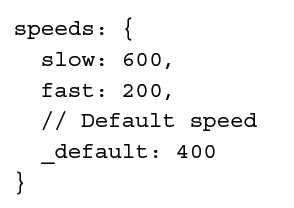 speeds: {
  slow: 600,
  fast: 200,
  // Default speed
  _default: 400
}